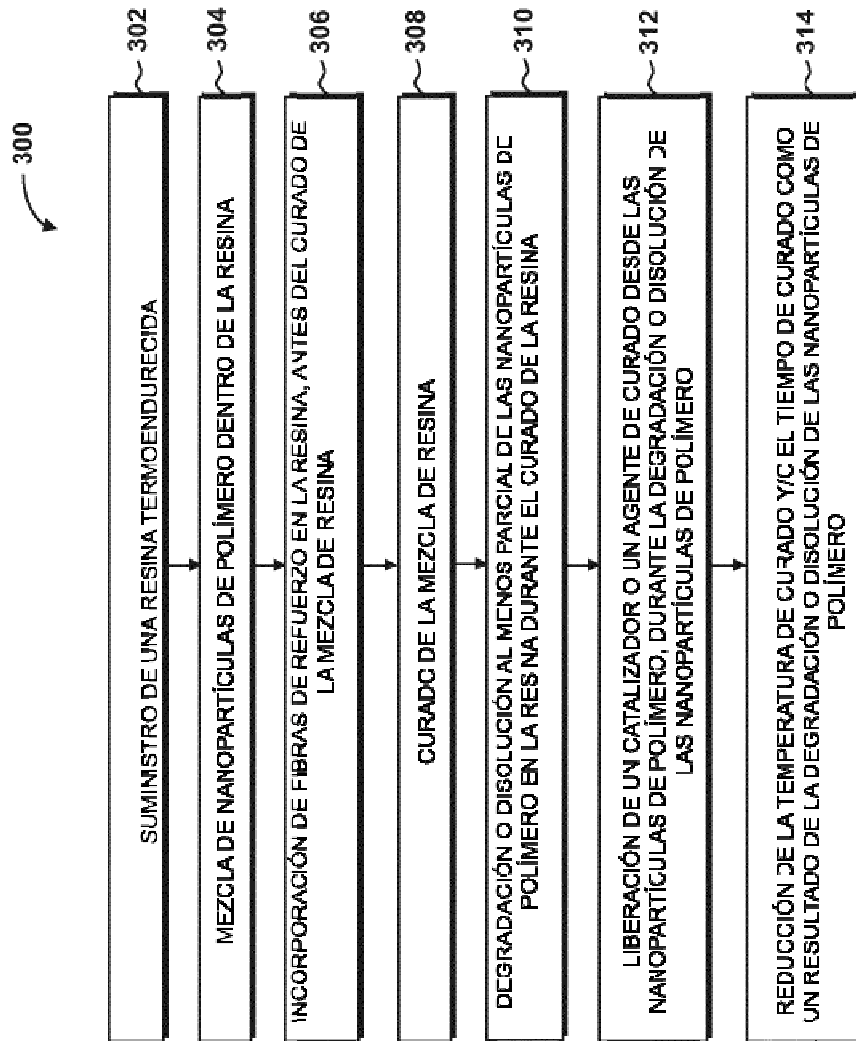 300
302
SUMINISTRO DE UNA RESINA TERMOENDURECIDA
304
MEZCLA DE NANOPARTÍCULAS DE POLÍMERO DENTRO DE LA RESINA
306
INCORPORACIÓN DE FIBRAS DE REFUERZO EN LA RESINA, ANTES DEL CURADO DE
LA MEZCLA DE RESINA
308
CURADO DE LA MEZCLA DE RESINA
310
DEGRADACIÓN O DISOLUCIÓN AL MENOS PARCIAL DE LAS NANOPARTÍCULAS DE
POLÍMERO EN LA RES NA DURANTE EL CURADO DE LA RESINA
312
LIBERACIÓN DE UN CATALIZADOR O UN AGENTE DE CURADO DESDE LAS
NANOPARTÍCULAS DE POLÍMERO, DURANTE LA DEGRADACIÓN O DISOLUCIÓN DE
LAS NANOPARTÍCULAS DE POLÍMERO
314
REDUCCIÓN DE LA TEMPERATURA DE CURADO Y/C EL TIEMPO DE CURADO COMO
UN RESULTADO DE LA DEGRADACIÓN O DISOLUCIÓN DE LAS NANOPARTÍCULAS DE
POLÍMERO